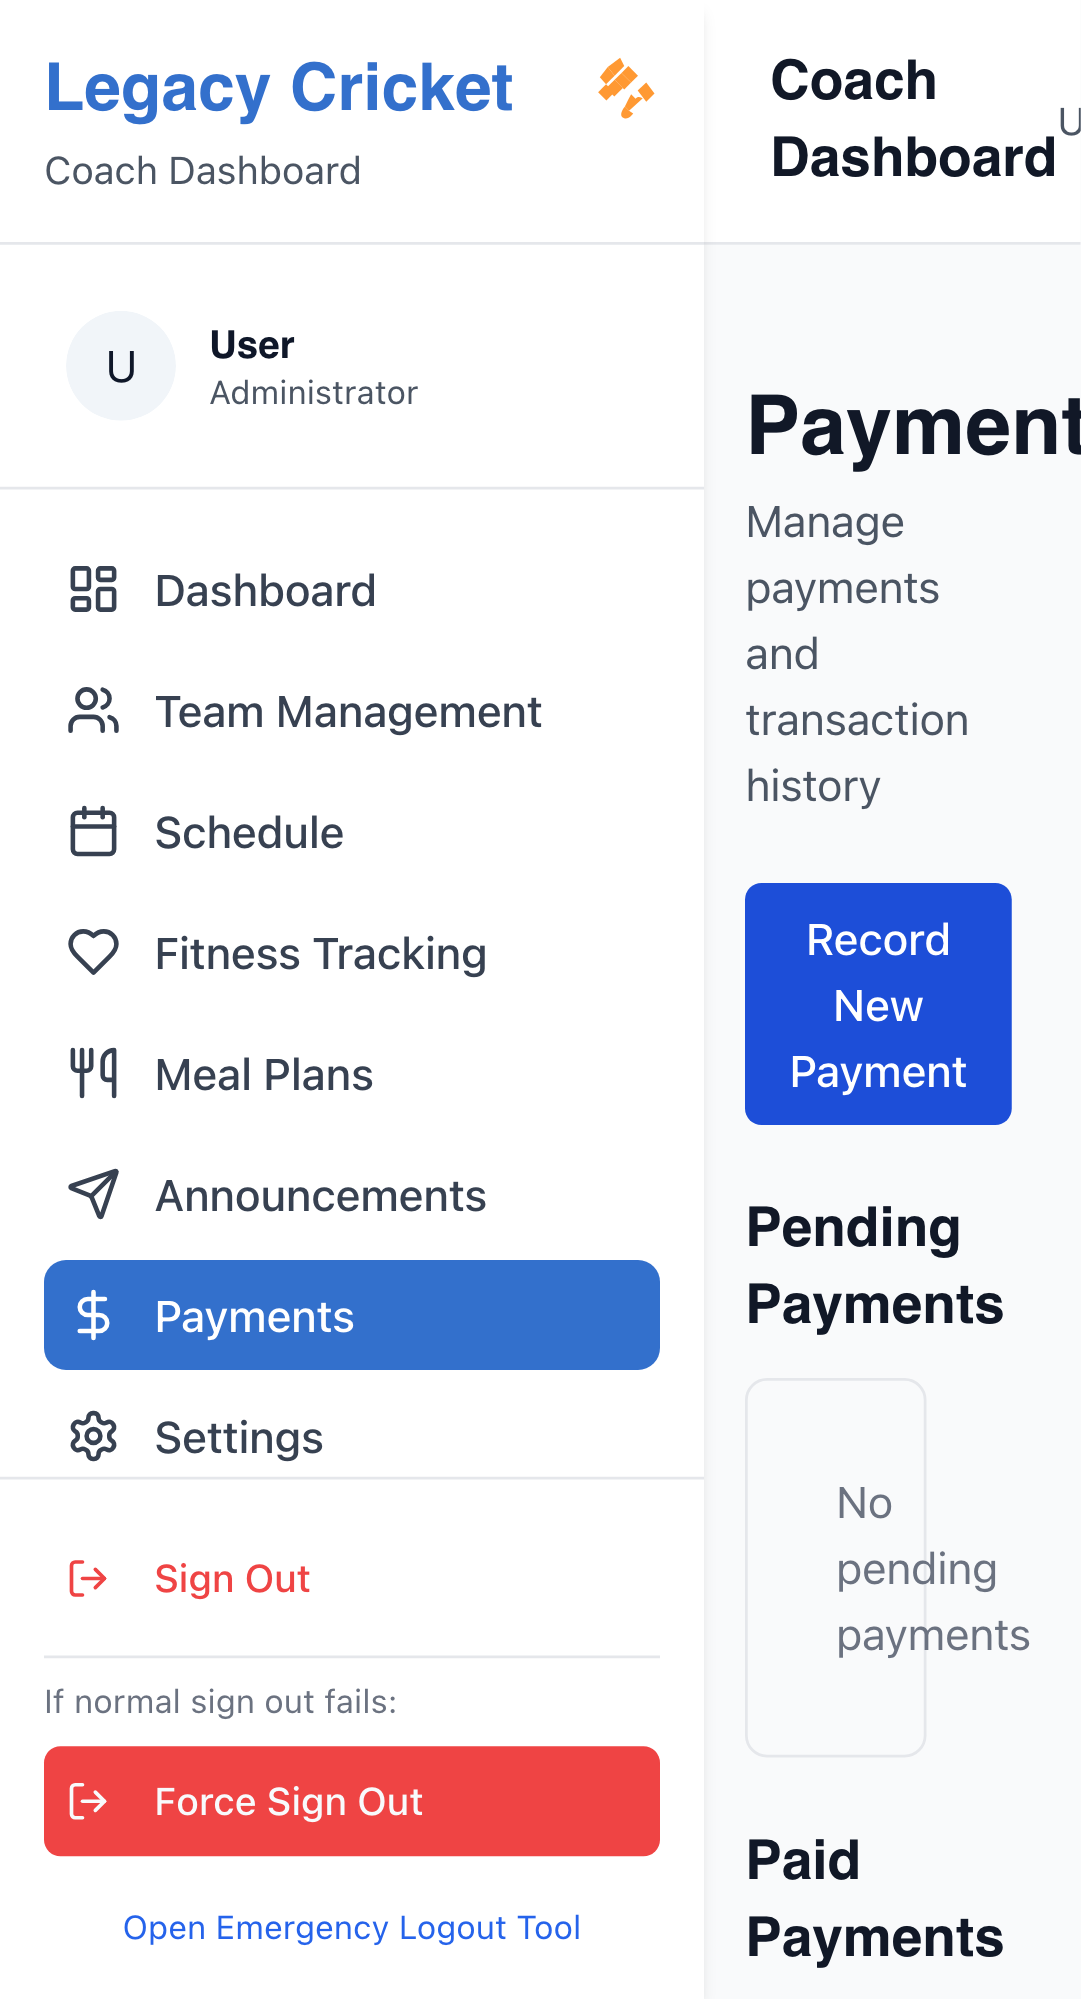 Legacy Cricket
Coach Dashboard
U
User
Administrator
Dashboard
Team Management
Schedule
Fitness Tracking
Meal Plans
Announcements
Payments
Settings
Sign Out
If normal sign out fails:
Force Sign Out
Open Emergency Logout Tool
Coach
Dashboard
U
Payment
Manage
payments
and
transaction
history
Record
New
Payment
Pending
Payments
No
pending
payments
Paid
Payments